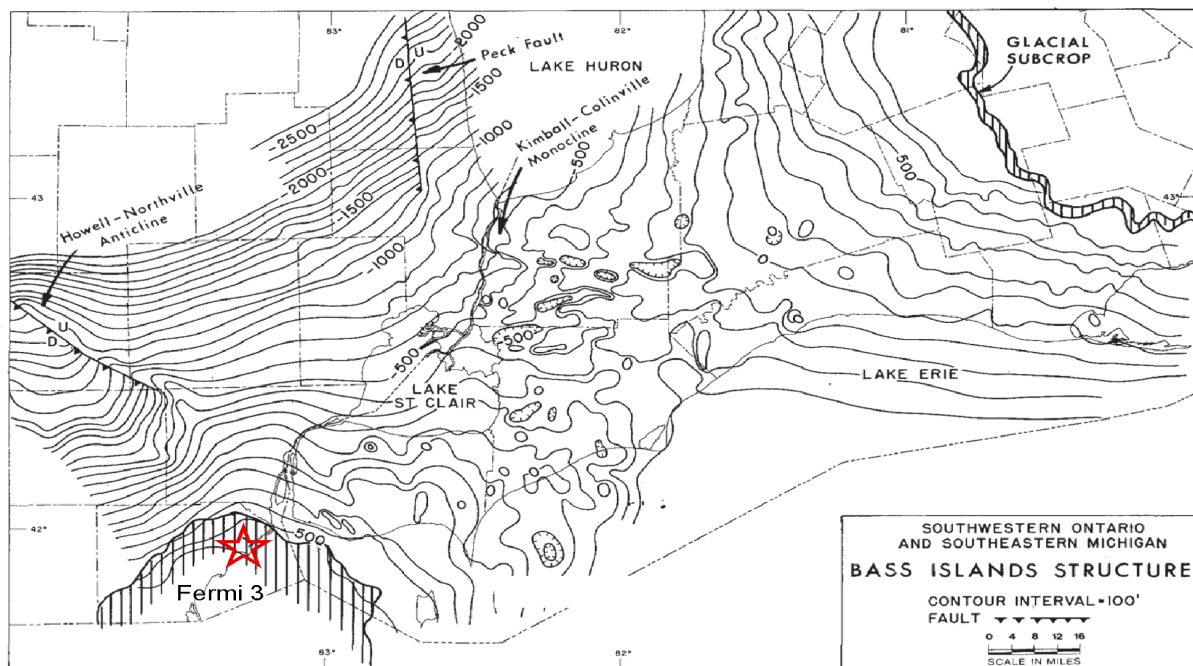 83°
82°
81°
-2000
U
D
Peck Fault
LAKE HURON
GLACIAL
SUBCROP
-1500
-2500
-1000
Kimball-Colinville
Monocline
-500
500
-2000
43
43°
-1500
Howell-Northville
Anticline
-1000
U
D
-500
-500
LAKE
ST CLAIR
LAKE ERIE
42°
-500
Fermi 3
83°
82°
SOUTHWESTERN ONTARIO
AND SOUTHEASTERN MICHIGAN
BASS ISLANDS STRUCTURE
CONTOUR INTERVAL=100'
FAULT
0 4 8 12 16
SCALE IN MILES